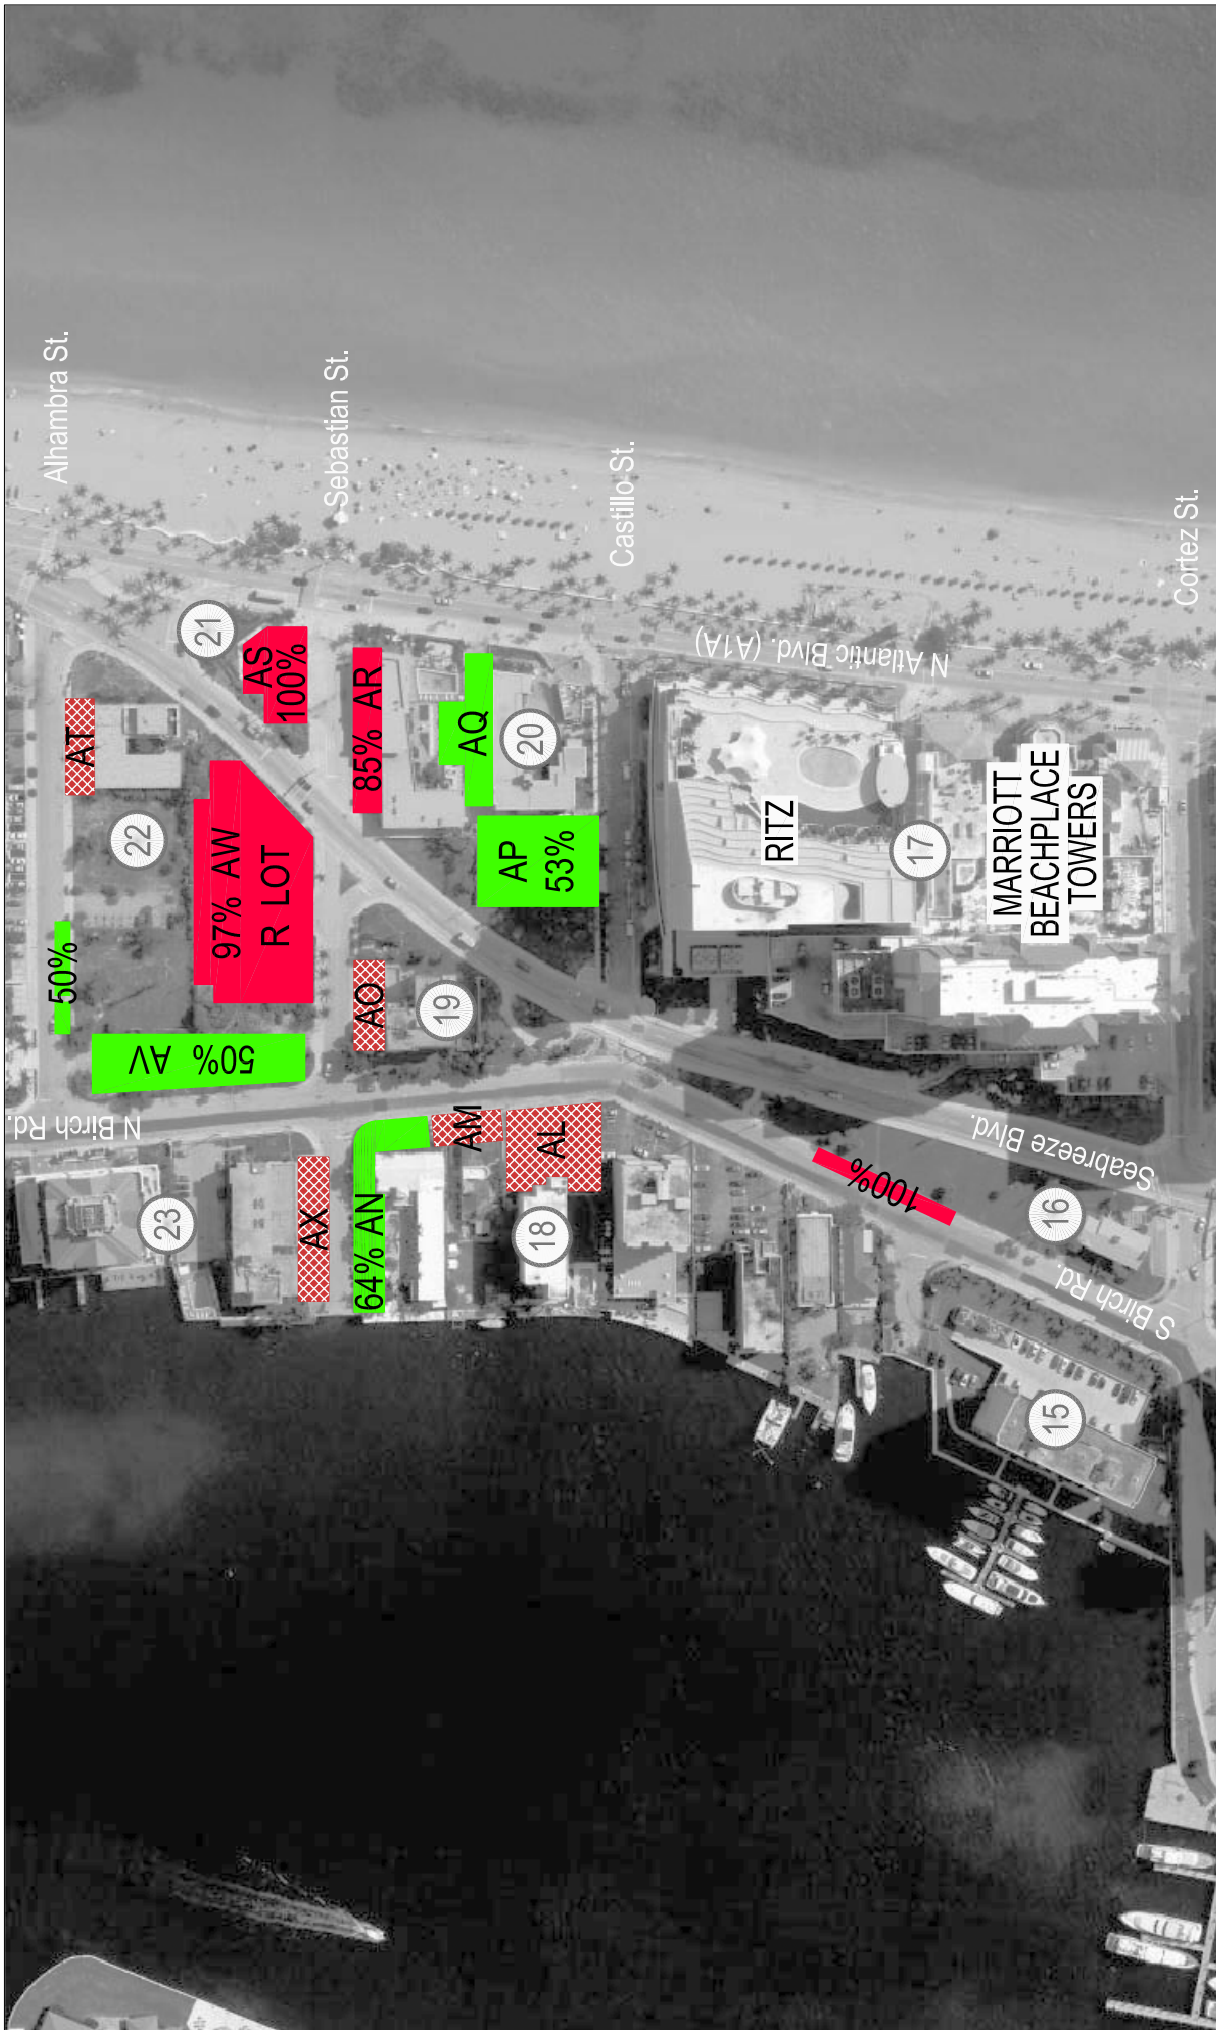 Alhambra St.
Sebastian St.
Castillo St.
Cortez St.
N Atlantic Blvd. (A1A)
21
AS
100%
AT
85% AR
AQ
20
22
97% AW
R LOT
AP
53%
RITZ
17
MARRIOTT
BEACHPLACE
TOWERS
50%
50% AV
AO
19
N Birch Rd.
AM
AL
Seabreeze Blvd.
100%
16
23
AX
64% AN
18
S Birch Rd.
15